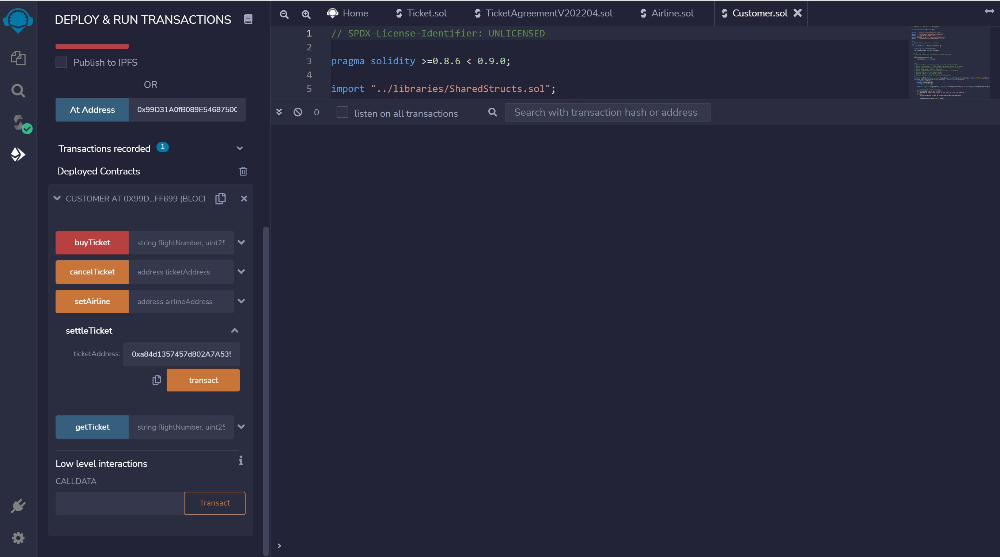 DEPLOY & RUN TRANSACTIONS
Publish to IPFS
OR
At Address
0x99D31A0fB089E54687500
Transactions recorded 1
Deployed Contracts
CUSTOMER AT 0X99D...FF699 (BLOC
buyTicket
string flightNumber, uint25
cancelTicket
address ticketAddress
setAirline
address airlineAddress
settleTicket
ticketAddress:
0xa84d1357457d802A7A535
transact
getTicket
string flightNumber, uint25
Low level interactions
CALLDATA
Transact
Home
Ticket.sol
TicketAgreementV202204.sol
Airline.sol
Customer.sol
1 // SPDX-License-Identifier: UNLICENSED
2
3 pragma solidity >=0.8.6 < 0.9.0;
4
5 import "../libraries/SharedStructs.sol";
0
listen on all transactions
Search with transaction hash or address
>